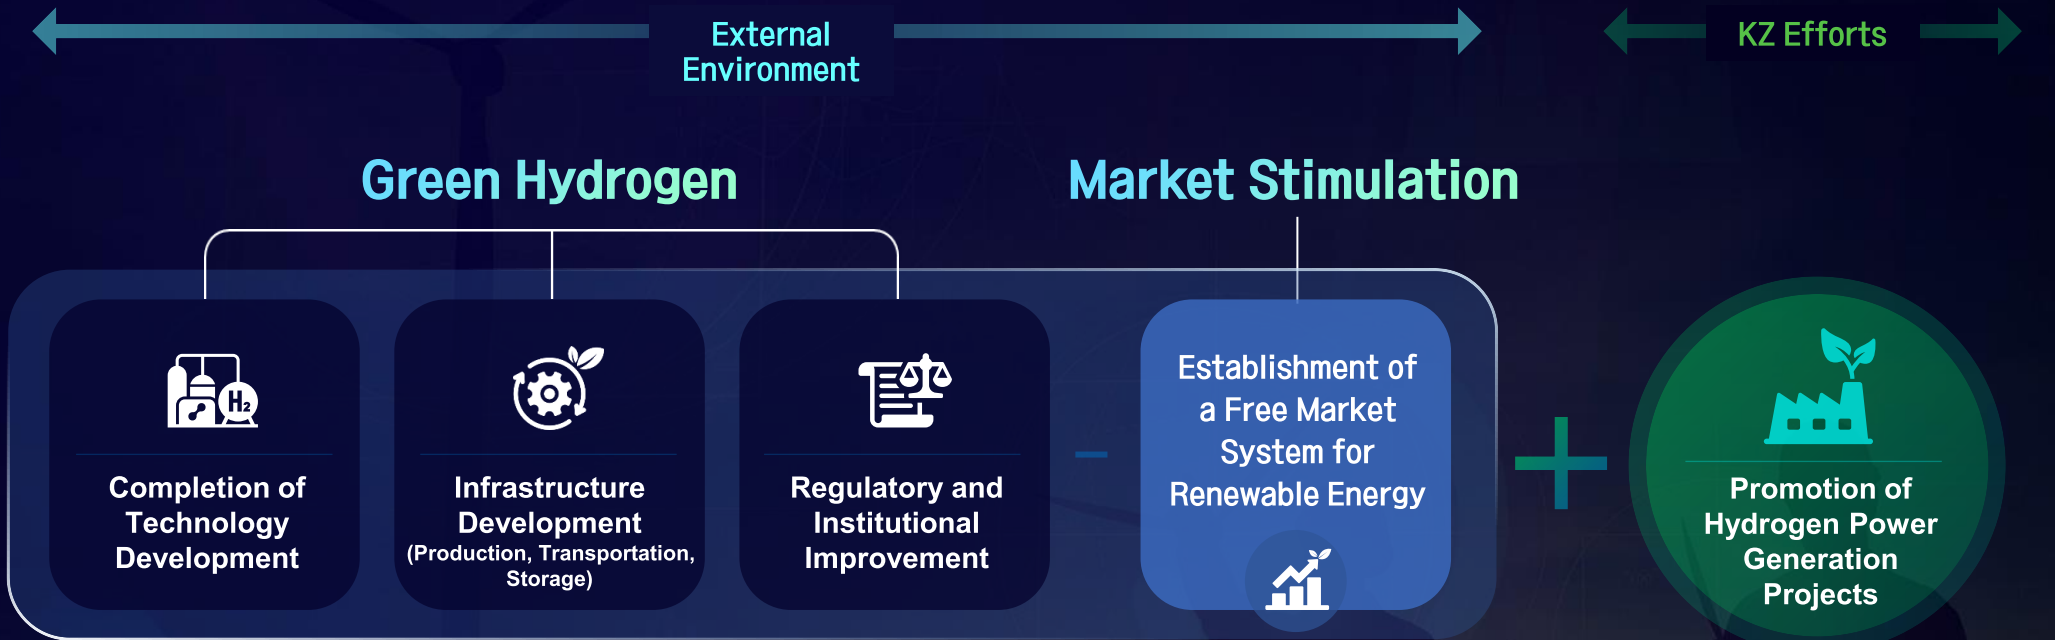 External
Environment
KZ Efforts
Green Hydrogen
Market Stimulation
H2
Completion of
Technology
Development
Infrastructure
Development
(Production, Transportation,
Storage)
Regulatory and
Institutional
Improvement
-
Establishment of
a Free Market
System for
Renewable Energy
+
Promotion of
Hydrogen Power
Generation
Projects